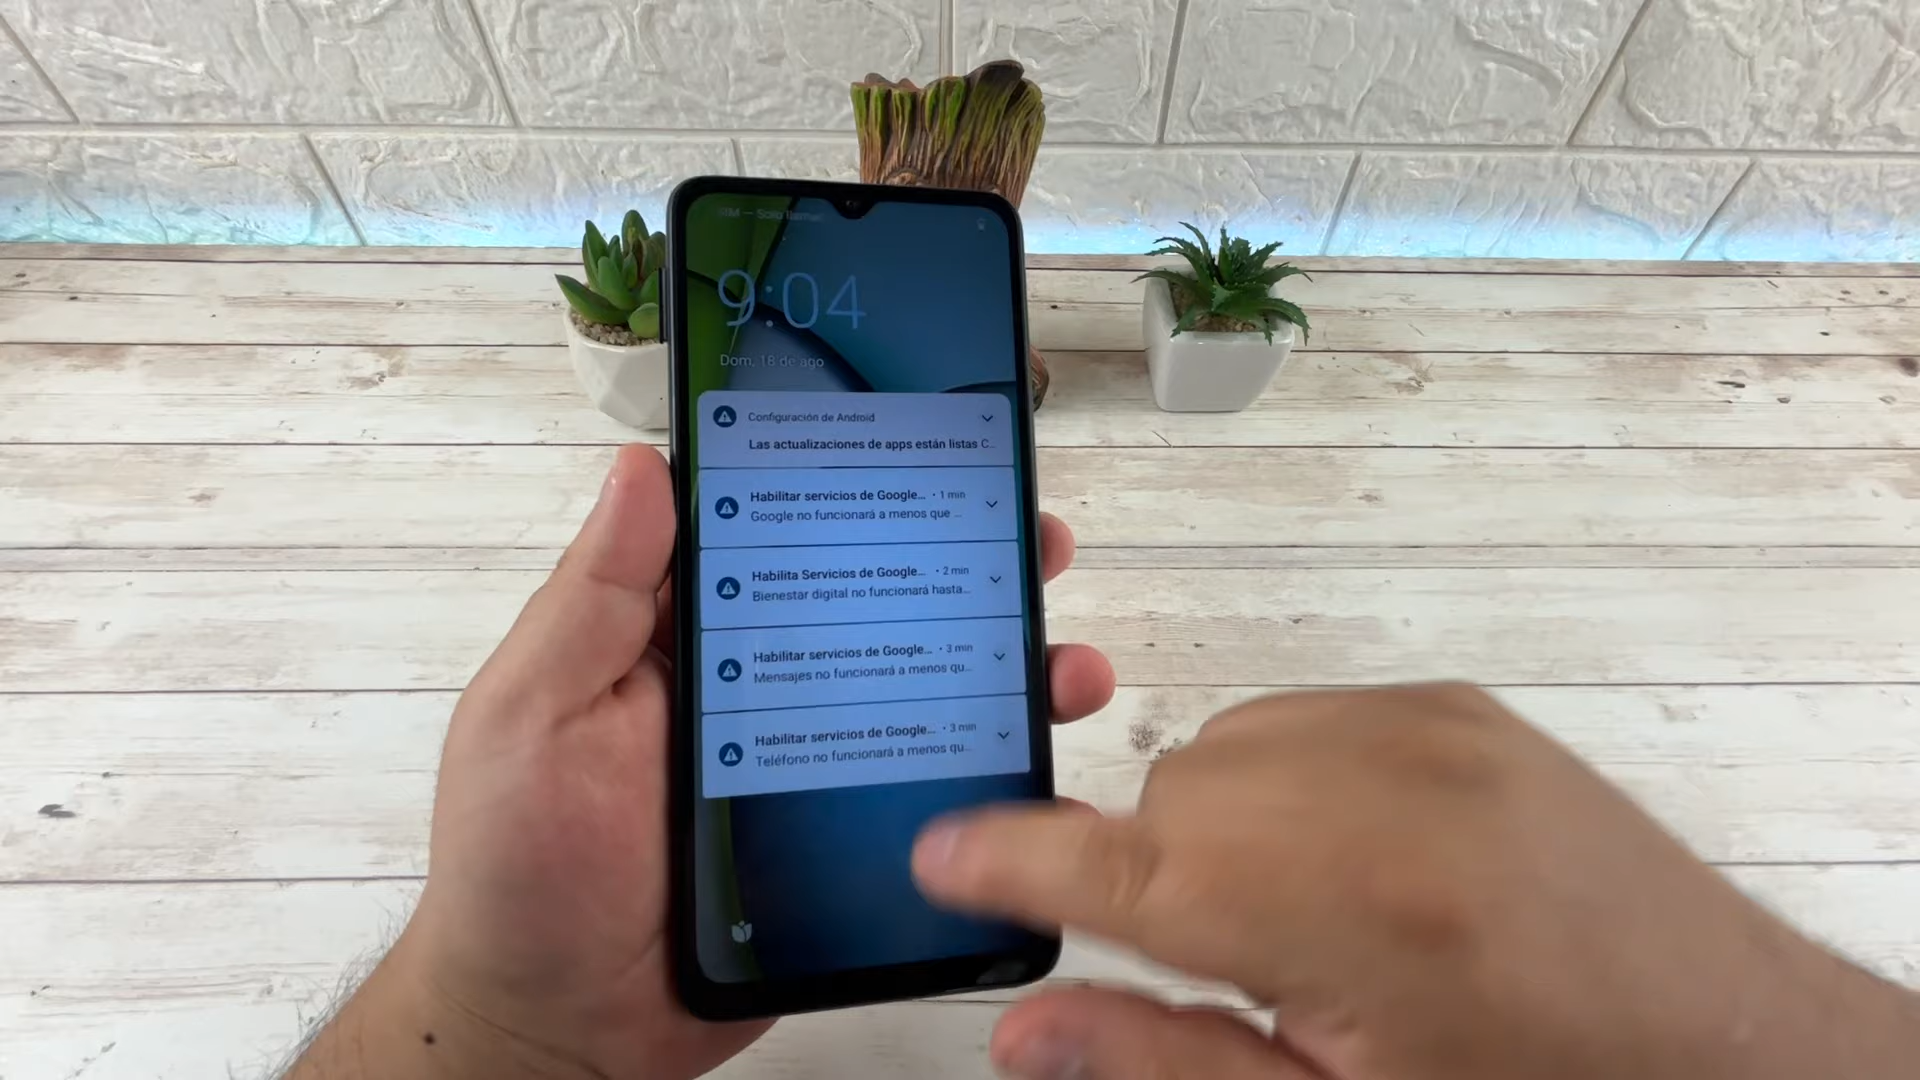 SIM — Solo llamad
9:04
Dom, 18 de ago
Configuración de Android
Las actualizaciones de apps están listas C...
Habilitar servicios de Google... • 1 min
Google no funcionará a menos que ...
Habilita Servicios de Google... • 2 min
Bienestar digital no funcionará hasta...
Habilitar servicios de Google... • 3 min
Mensajes no funcionará a menos qu...
Habilitar servicios de Google... • 3 min
Teléfono no funcionará a menos qu...